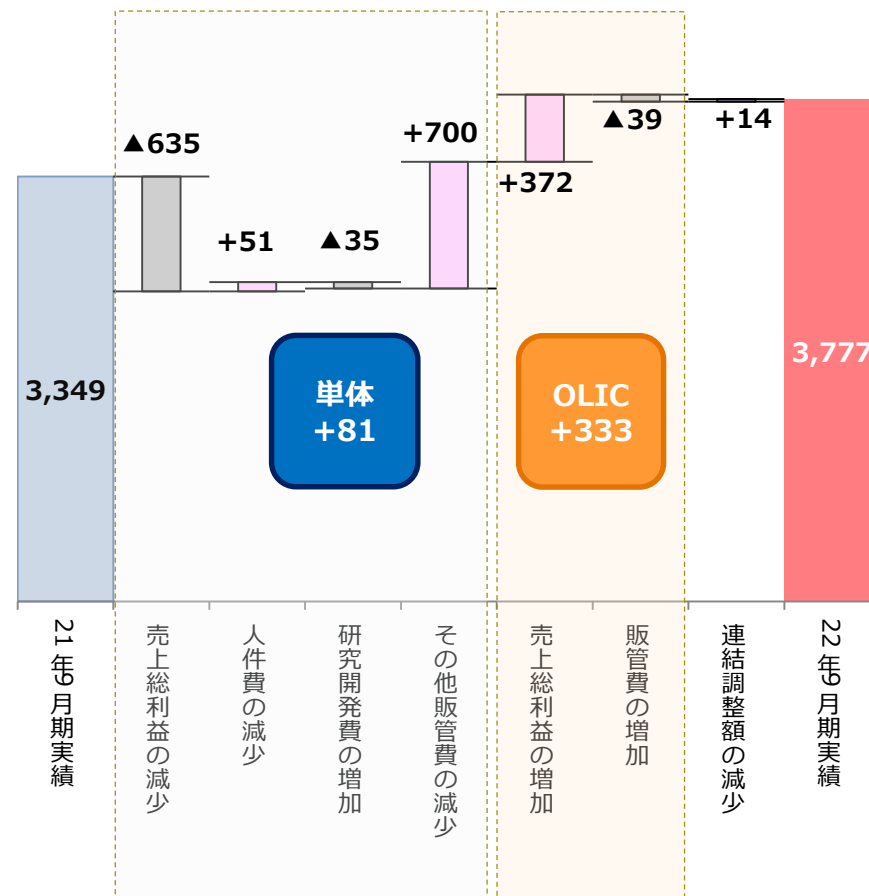 ▲635
+51
▲35
+700
+372
▲39
+14
3,349
単体
+81
OLIC
+333
3,777
21年9月期実績
売上総利益の減少
人件費の減少
研究開発費の増加
その他販管費の減少
売上総利益の増加
販管費の増加
連結調整額の減少
22年9月期実績